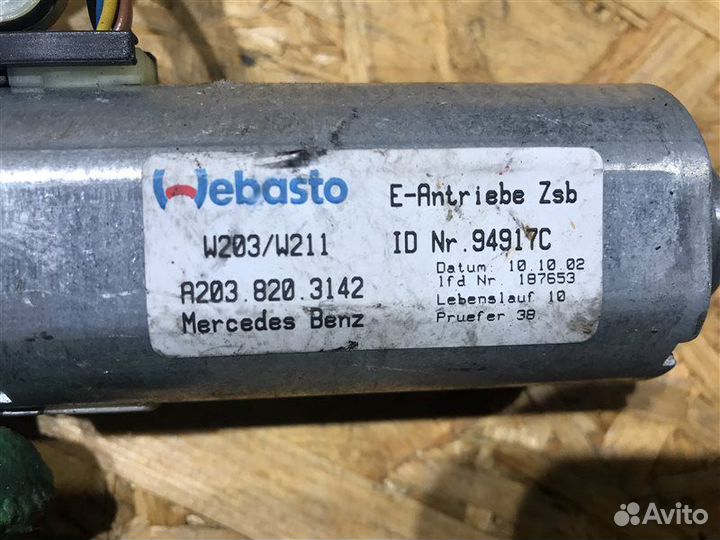 Webasto
E-Antriebe Zsb
W203/W211
ID Nr.94917C
Datum: 10.10.02
lfd Nr. 187653
A203.820.3142
Lebenslauf 10
Mercedes Benz
Pruefer 38
Avito